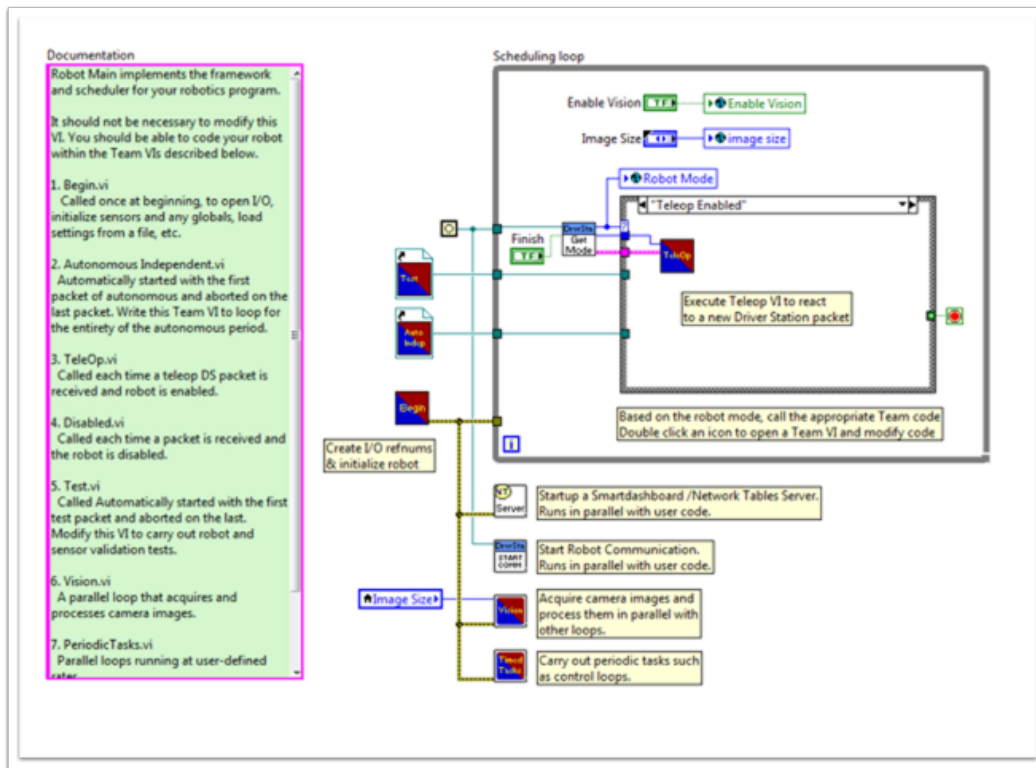 Documentation
Robot Main implements the framework
and scheduler for your robotics program.
It should not be necessary to modify this
VI. You should be able to code your robot
within the Team VIs described below.
1. Begin.vi
Called once at beginning, to open I/O,
initialize sensors and any globals, load
settings from a file, etc.
2. Autonomous Independent.vi
Automatically started with the first
packet of autonomous and aborted on the
last packet. Write this Team VI to loop for
the entirety of the autonomous period.
3. TeleOp.vi
Called each time a teleop DS packet is
received and robot is enabled.
4. Disabled.vi
Called each time a packet is received and
the robot is disabled.
5. Test.vi
Called Automatically started with the first
test packet and aborted on the last.
Modify this VI to carry out robot and
sensor validation tests.
6. Vision.vi
A parallel loop that acquires and
processes camera images.
7. PeriodicTasks.vi
Parallel loops running at user-defined
rates
Scheduling loop
Enable Vision
TF
Enable Vision
Image Size
image size
Robot Mode
"Teleop Enabled"
Finish
TF
DrvrSta
Get
Mode
TeleOp
Execute Teleop VI to react
to a new Driver Station packet
Test
Auto
Indep
Begin
Create I/O refnums
& initialize robot
Based on the robot mode, call the appropriate Team code
Double click an icon to open a Team VI and modify code
i
NT
Server
Startup a Smartdashboard /Network Tables Server.
Runs in parallel with user code.
DrvrSta
START
COMM
Start Robot Communication.
Runs in parallel with user code.
Image Size
Vision
Acquire camera images and
process them in parallel with
other loops.
Timed
Tasks
Carry out periodic tasks such
as control loops.